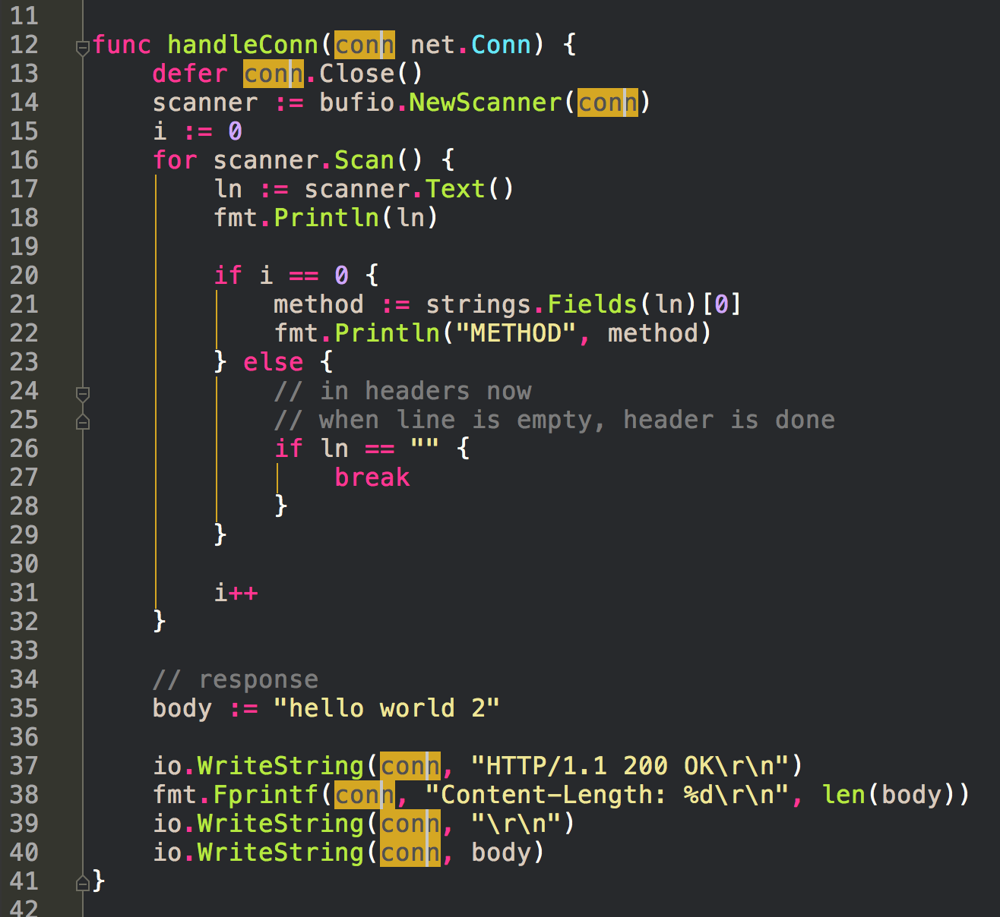 11
12 func handleConn(conn net.Conn) {
13     defer conn.Close()
14     scanner := bufio.NewScanner(conn)
15     i := 0
16     for scanner.Scan() {
17         ln := scanner.Text()
18         fmt.Println(ln)
19
20         if i == 0 {
21             method := strings.Fields(ln)[0]
22             fmt.Println("METHOD", method)
23         } else {
24             // in headers now
25             // when line is empty, header is done
26             if ln == "" {
27                 break
28             }
29         }
30
31         i++
32     }
33
34     // response
35     body := "hello world 2"
36
37     io.WriteString(conn, "HTTP/1.1 200 OK\r\n")
38     fmt.Fprintf(conn, "Content-Length: %d\r\n", len(body))
39     io.WriteString(conn, "\r\n")
40     io.WriteString(conn, body)
41 }
42